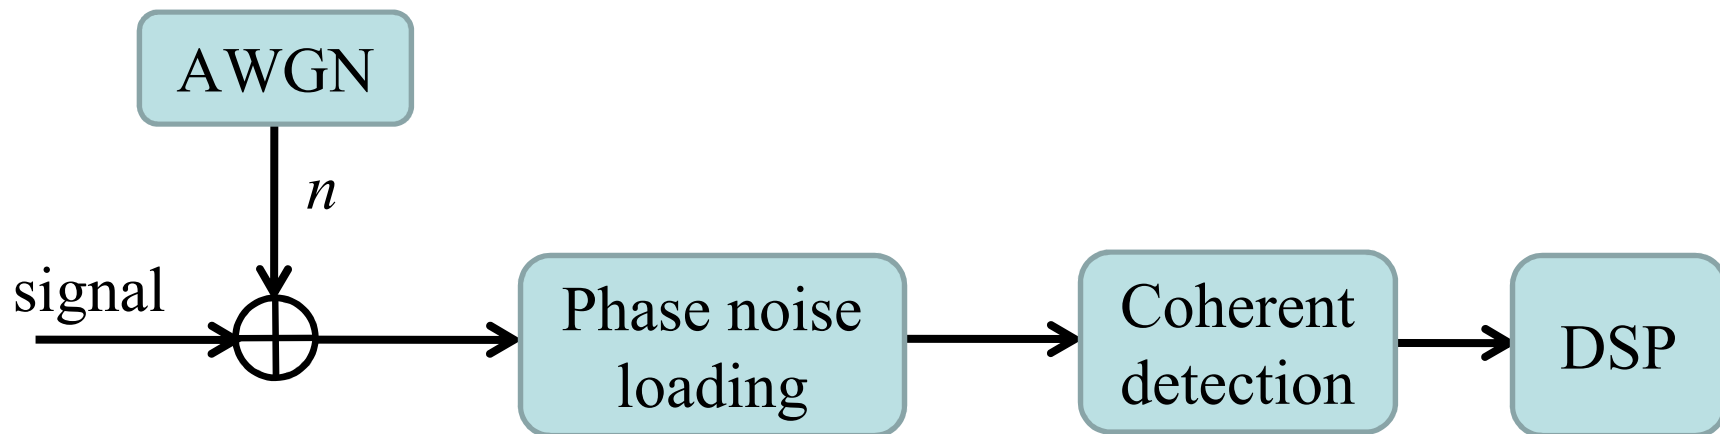 AWGN
n
signal
Phase noise
loading
Coherent
detection
DSP